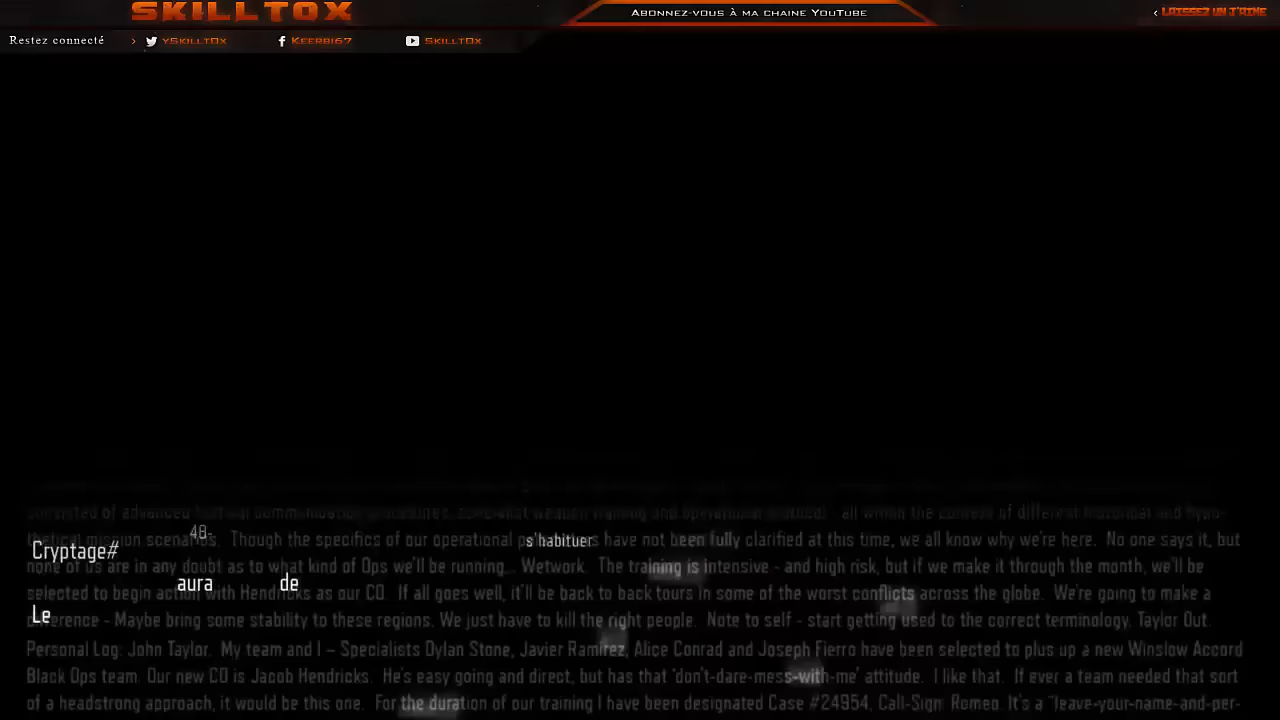 SKILLTOX
Abonnez-vous à ma chaine YouTube
‹ LAISSEZ UN J'AIME
Restez connecté › ySkillt0x Keerbi67 Skillt0x
consisted of advanced communication training and operational - all within the context of different historical and hypo-
mission scenarios. Though the specifics of our operational have not been fully clarified at this time, we all know why we're here. No one says it, but
none of us are in any doubt as to what kind of Ops we'll be running... Wetwork. The training is intensive - and high risk, but if we make it through the month, we'll be
selected to begin action with Hendricks as our CO. If all goes well, it'll be back to back tours in some of the worst conflicts across the globe. We're going to make a
difference - Maybe bring some stability to these regions. We just have to kill the right people. Note to self - start getting used to the correct terminology. Taylor Out.
Personal Log: John Taylor. My team and I – Specialists Dylan Stone, Javier Ramirez, Alice Conrad and Joseph Fierro have been selected to plus up a new Winslow Accord
Black Ops team. Our new CO is Jacob Hendricks. He's easy going and direct, but has that 'don't-dare-mess-with-me' attitude. I like that. If ever a team needed that sort
of a headstrong approach, it would be this one. For the duration of our training I have been designated Case #24954, Call-Sign: Romeo. It's a "leave-your-name-and-per-
48-
s'habituer
Cryptage#
aura de
Le